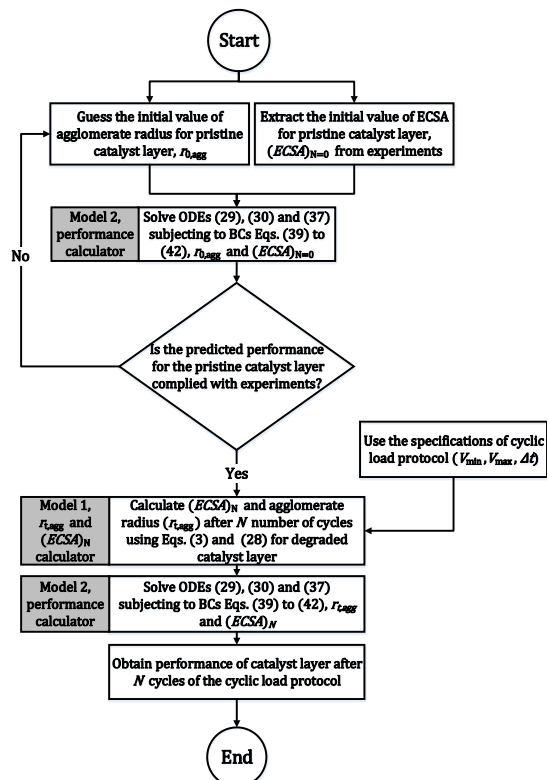 Start
Guess the initial value of
agglomerate radius for pristine
catalyst layer, r0,agg
Extract the initial value of ECSA
for pristine catalyst layer,
(ECSA)N=0 from experiments
Model 2,
performance
calculator
Solve ODEs (29), (30) and (37)
subjecting to BCs Eqs. (39) to
(42), r0,agg and (ECSA)N=0
No
Is the predicted performance
for the pristine catalyst layer
complied with experiments?
Use the specifications of cyclic
load protocol (Vmin, Vmax, Δt)
Yes
Model 1,
rt,agg and
(ECSA)N
calculator
Calculate (ECSA)N and agglomerate
radius (rt,agg) after N number of cycles
using Eqs. (3) and (28) for degraded
catalyst layer
Model 2,
performance
calculator
Solve ODEs (29), (30) and (37)
subjecting to BCs Eqs. (39) to (42), rt,agg
and (ECSA)N
Obtain performance of catalyst layer after
N cycles of the cyclic load protocol
End